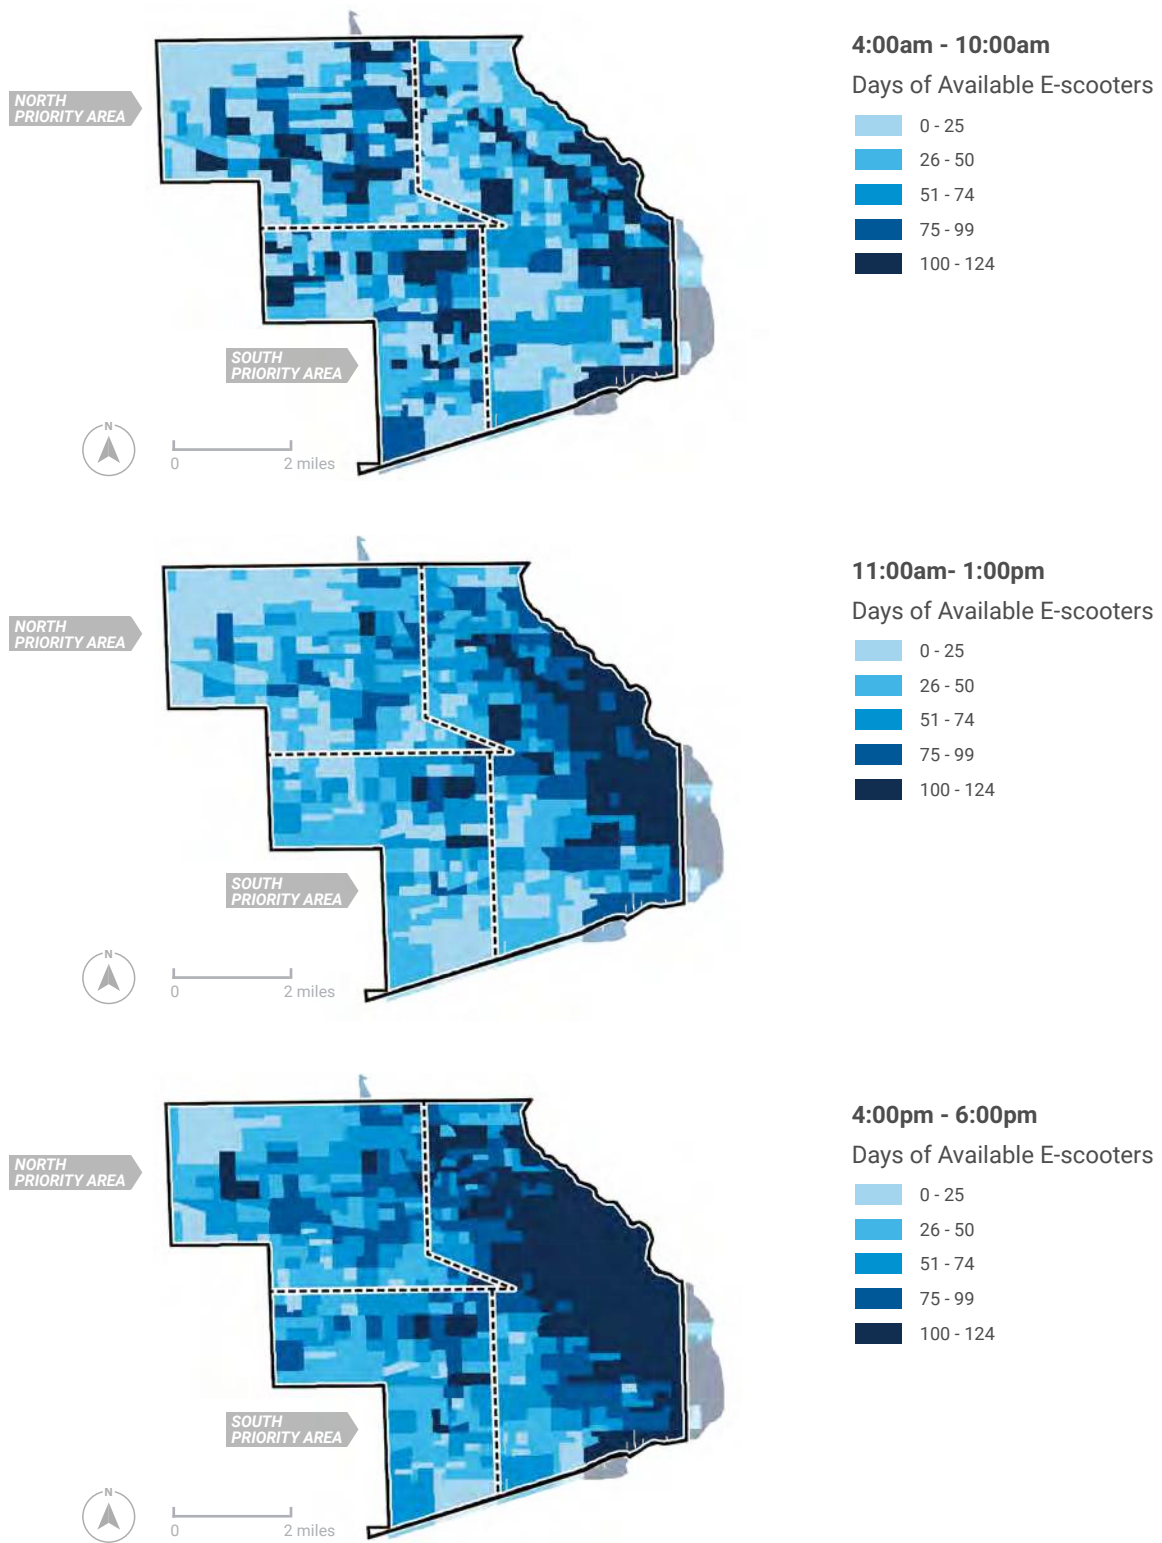 4:00am - 10:00am
Days of Available E-scooters
0 - 25
26 - 50
51 - 74
75 - 99
100 - 124
NORTH
PRIORITY AREA
SOUTH
PRIORITY AREA
N
0 2 miles
11:00am- 1:00pm
Days of Available E-scooters
0 - 25
26 - 50
51 - 74
75 - 99
100 - 124
NORTH
PRIORITY AREA
SOUTH
PRIORITY AREA
N
0 2 miles
4:00pm - 6:00pm
Days of Available E-scooters
0 - 25
26 - 50
51 - 74
75 - 99
100 - 124
NORTH
PRIORITY AREA
SOUTH
PRIORITY AREA
N
0 2 miles